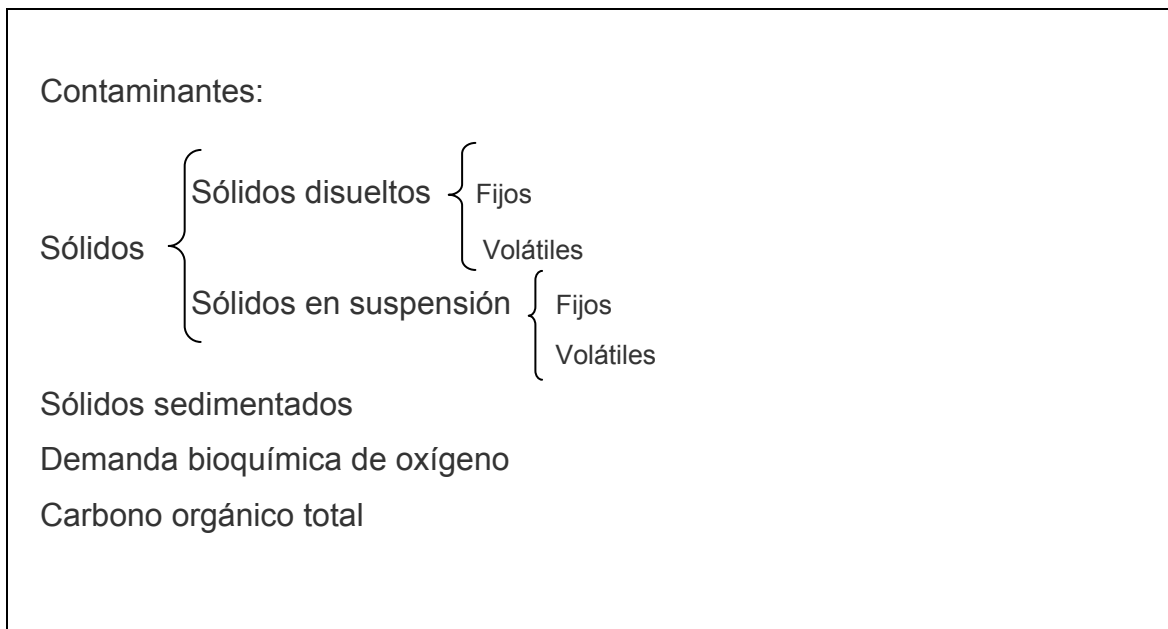 Contaminantes:
Sólidos disueltos
Fijos
Sólidos
Volátiles
Sólidos en suspensión
Fijos
Volátiles
Sólidos sedimentados
Demanda bioquímica de oxígeno
Carbono orgánico total